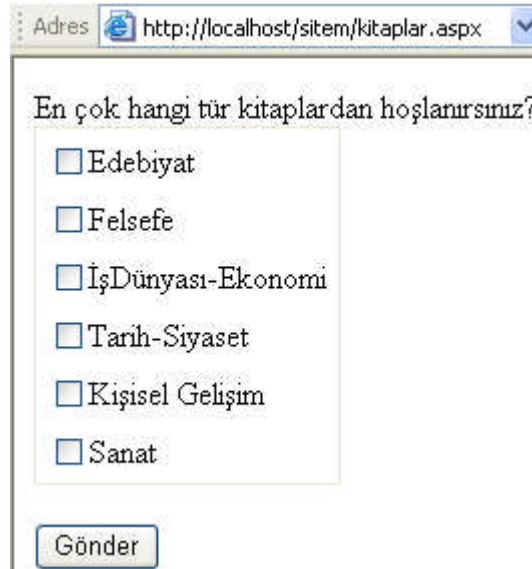 Adres http://localhost/sitem/kitaplar.aspx
En çok hangi tür kitaplardan hoşlanırsınız?
Edebiyat
Felsefe
İşDünyası-Ekonomi
Tarih-Siyaset
Kişisel Gelişim
Sanat
Gönder